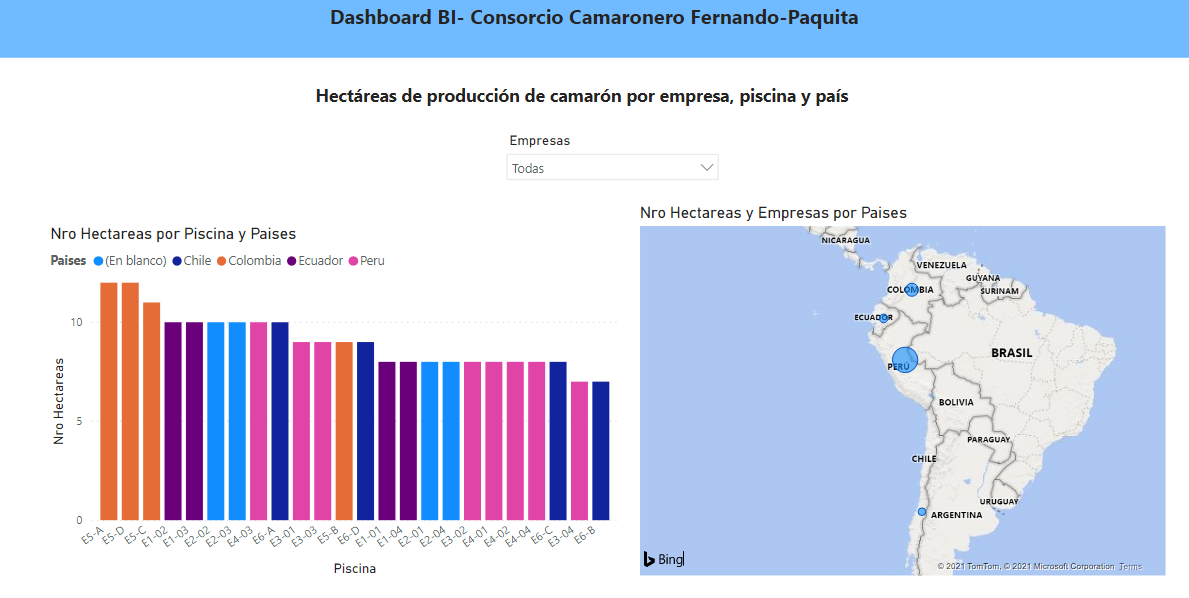 Dashboard BI- Consorcio Camaronero Fernando-Paquita
Hectáreas de producción de camarón por empresa, piscina y país
Empresas
Todas
Nro Hectareas por Piscina y Paises
Paises (En blanco) Chile Colombia Ecuador Peru
Nro Hectareas
10
5
0
E5-A E5-D E5-C E1-02 E1-03 E2-02 E2-03 E4-03 E6-A E3-01 E3-03 E5-B E6-D E1-01 E1-04 E2-01 E2-04 E3-02 E4-01 E4-02 E4-04 E6-C E3-04 E6-B
Piscina
Nro Hectareas y Empresas por Paises
NICARAGUA
VENEZUELA
GUYANA
COLOMBIA
SURINAM
ECUADOR
BRASIL
PERÚ
BOLIVIA
PARAGUAY
CHILE
URUGUAY
ARGENTINA
Bing
© 2021 TomTom, © 2021 Microsoft Corporation Terms